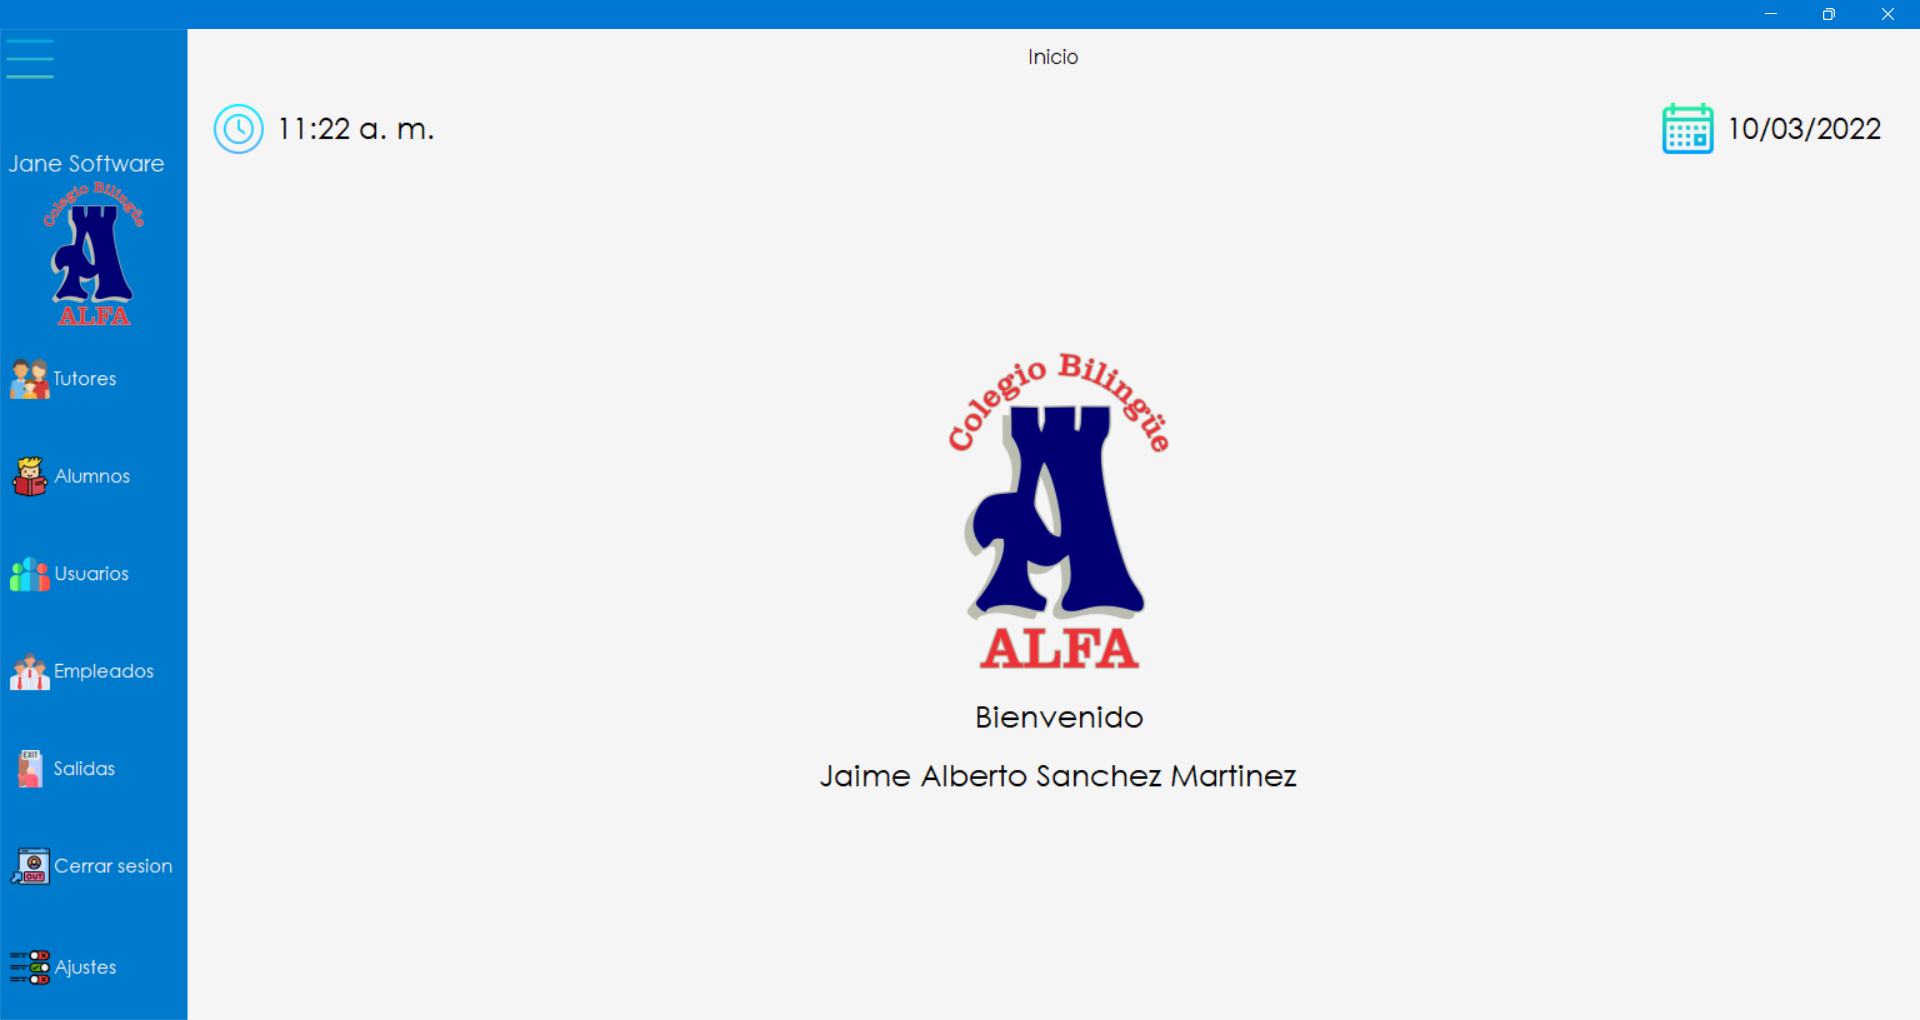 Inicio
11:22 a. m.
10/03/2022
Jane Software
Colegio Bilingüe
ALFA
Tutores
Alumnos
Usuarios
Empleados
EXIT
Salidas
OUT
Cerrar sesion
Ajustes
Colegio Bilingüe
ALFA
Bienvenido
Jaime Alberto Sanchez Martinez